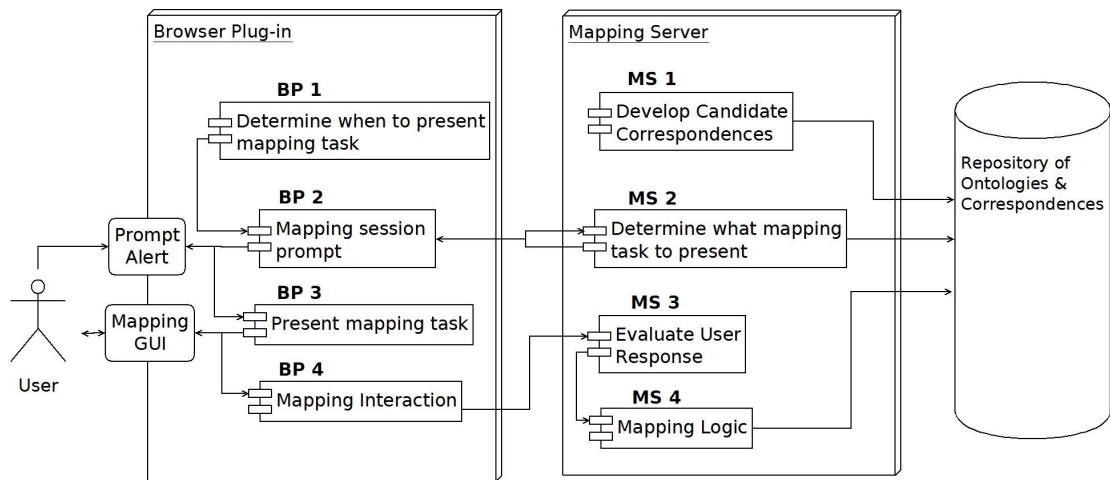 Browser Plug-in
BP 1
Determine when to present
mapping task
BP 2
Mapping session
prompt
Prompt
Alert
BP 3
Present mapping task
Mapping
GUI
BP 4
Mapping Interaction
User
Mapping Server
MS 1
Develop Candidate
Correspondences
MS 2
Determine what mapping
task to present
MS 3
Evaluate User
Response
MS 4
Mapping Logic
Repository of
Ontologies &
Correspondences